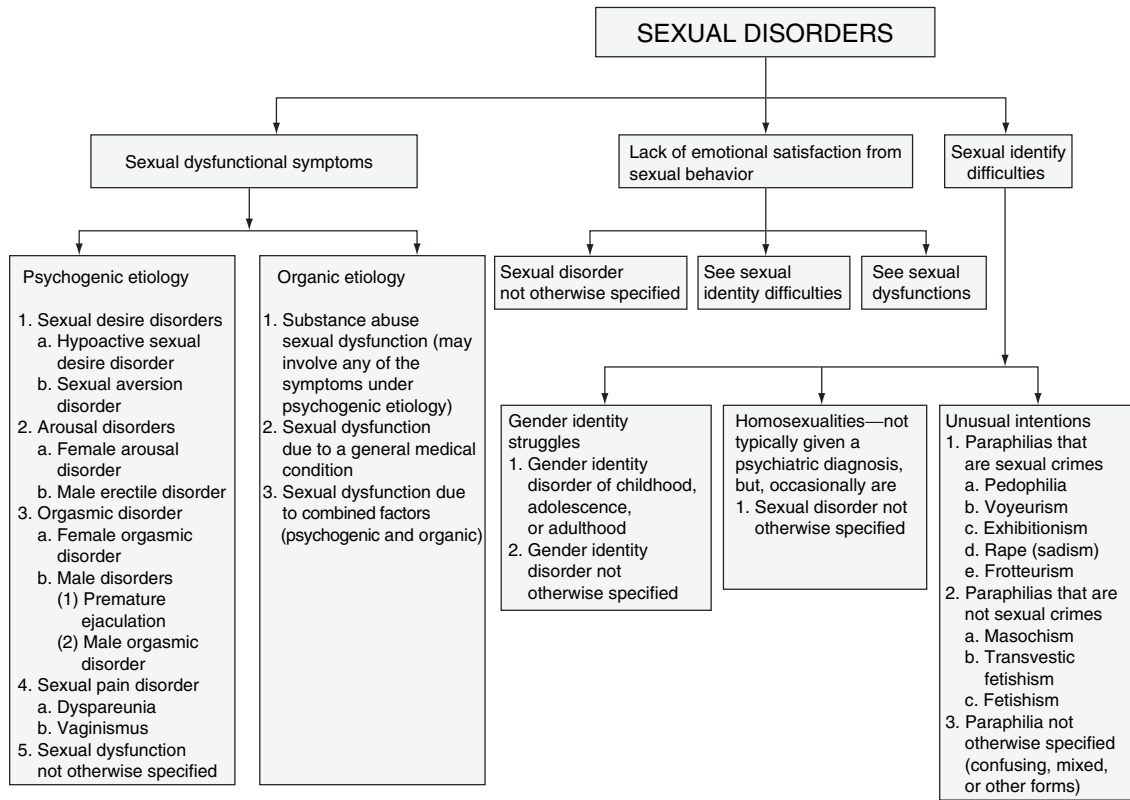 SEXUAL DISORDERS
Sexual dysfunctional symptoms
Lack of emotional satisfaction from
sexual behavior
Sexual identify
difficulties
Psychogenic etiology
1. Sexual desire disorders
a. Hypoactive sexual
desire disorder
b. Sexual aversion
disorder
2. Arousal disorders
a. Female arousal
disorder
b. Male erectile disorder
3. Orgasmic disorder
a. Female orgasmic
disorder
b. Male disorders
(1) Premature
ejaculation
(2) Male orgasmic
disorder
4. Sexual pain disorder
a. Dyspareunia
b. Vaginismus
5. Sexual dysfunction
not otherwise specified
Organic etiology
1. Substance abuse
sexual dysfunction (may
involve any of the
symptoms under
psychogenic etiology)
2. Sexual dysfunction
due to a general medical
condition
3. Sexual dysfunction due
to combined factors
(psychogenic and organic)
Sexual disorder
not otherwise specified
See sexual
identity difficulties
See sexual
dysfunctions
Gender identity
struggles
1. Gender identity
disorder of childhood,
adolescence,
or adulthood
2. Gender identity
disorder not
otherwise specified
Homosexualities—not
typically given a
psychiatric diagnosis,
but, occasionally are
1. Sexual disorder not
otherwise specified
Unusual intentions
1. Paraphilias that
are sexual crimes
a. Pedophilia
b. Voyeurism
c. Exhibitionism
d. Rape (sadism)
e. Frotteurism
2. Paraphilias that are
not sexual crimes
a. Masochism
b. Transvestic
fetishism
c. Fetishism
3. Paraphilia not
otherwise specified
(confusing, mixed,
or other forms)